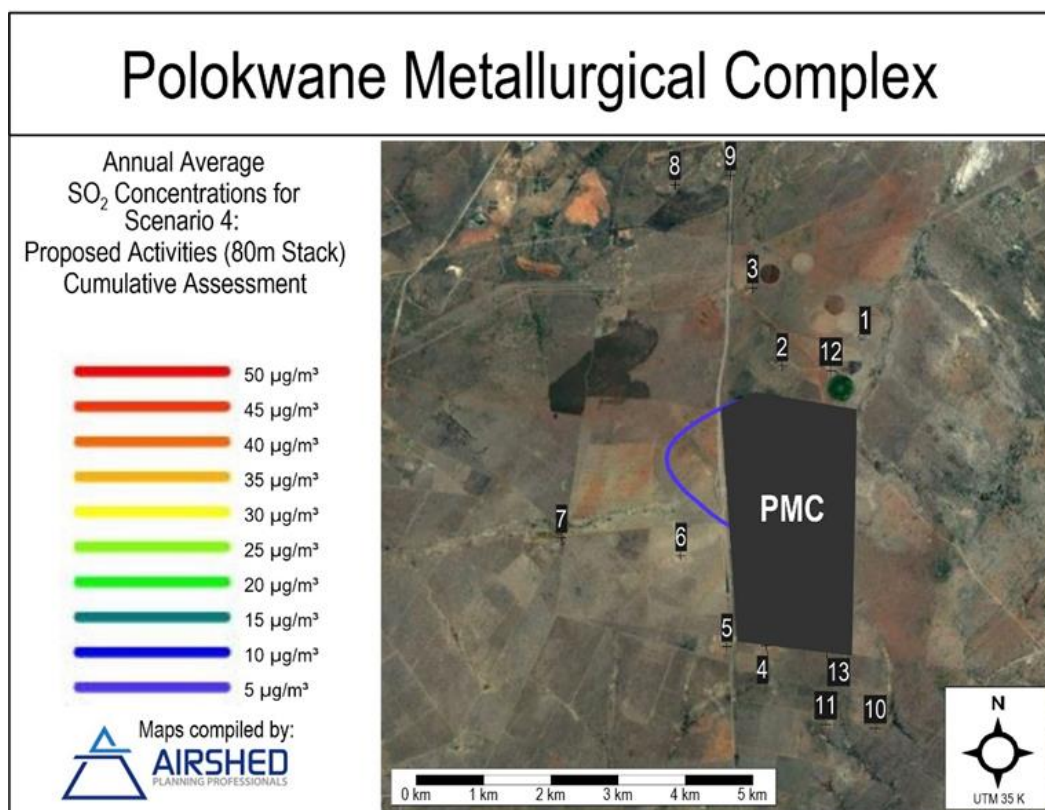 Polokwane Metallurgical Complex
Annual Average
SO₂ Concentrations for
Scenario 4:
Proposed Activities (80m Stack)
Cumulative Assessment
50 µg/m³
45 µg/m³
40 µg/m³
35 µg/m³
30 µg/m³
25 µg/m³
20 µg/m³
15 µg/m³
10 µg/m³
5 µg/m³
Maps compiled by:
AIRSHED
PLANNING PROFESSIONALS
8
9
3
1
2
12
PMC
7
6
5
4
13
11
10
0 km 1 km 2 km 3 km 4 km 5 km
N
UTM 35 K